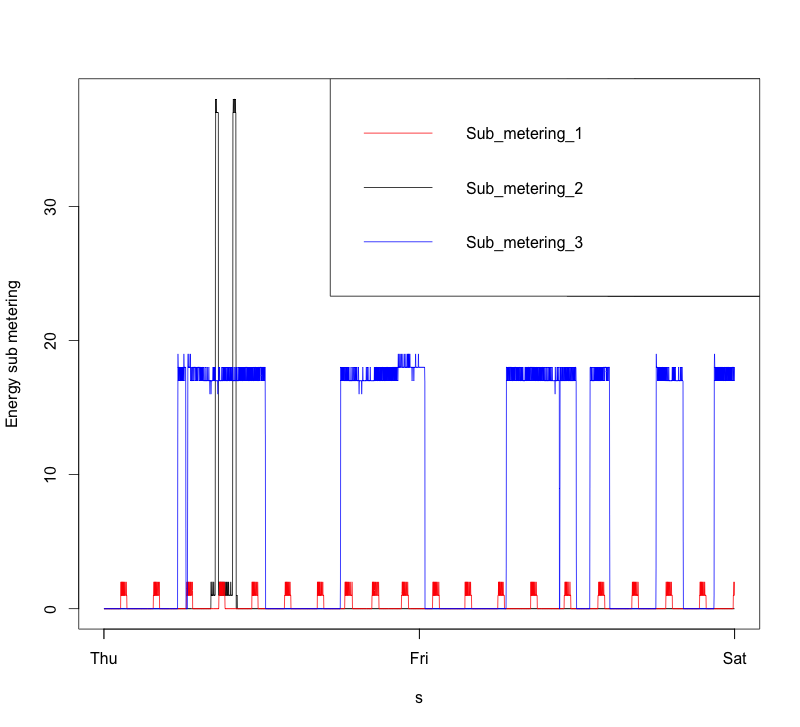 Sub_metering_1
Sub_metering_2
Sub_metering_3
Energy sub metering
30
20
10
0
Thu
Fri
Sat
s